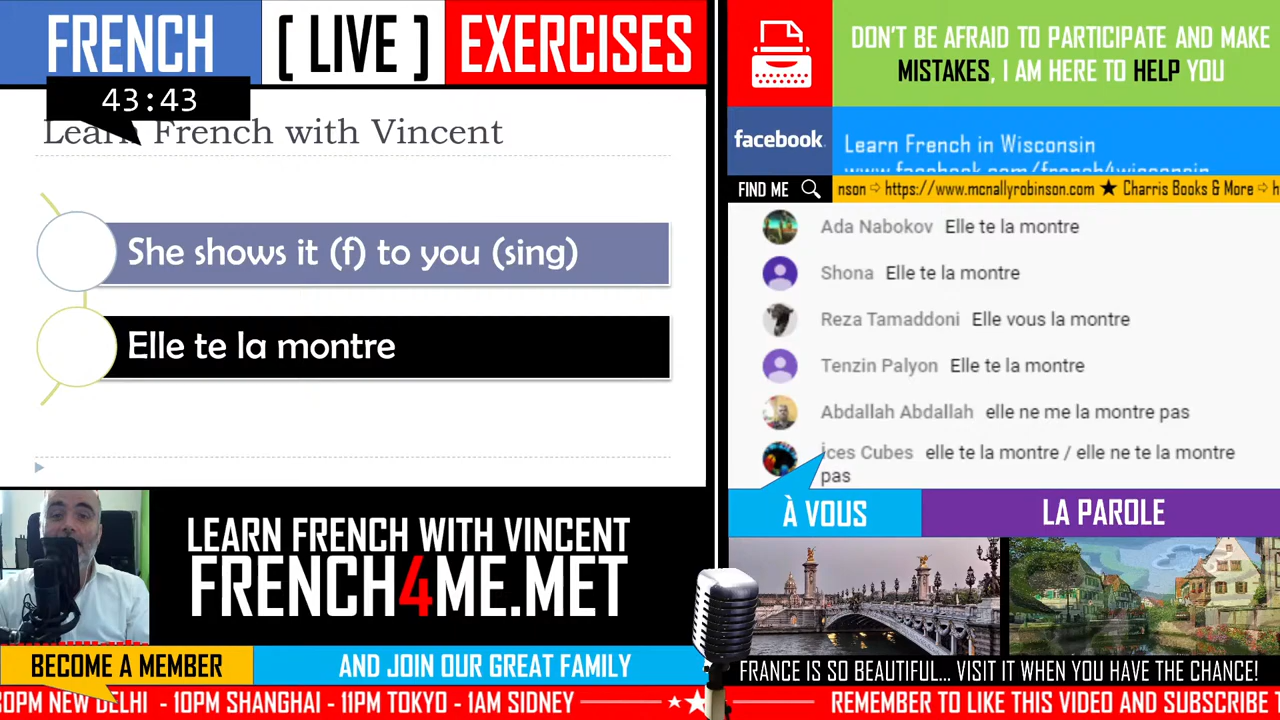 FRENCH [ LIVE ] EXERCISES
43:43
Learn French with Vincent
She shows it (f) to you (sing)
Elle te la montre
LEARN FRENCH WITH VINCENT
FRENCH4ME.MET
BECOME A MEMBER
AND JOIN OUR GREAT FAMILY
0PM NEW DELHI - 10PM SHANGHAI - 11PM TOKYO - 1AM SIDNEY
DON'T BE AFRAID TO PARTICIPATE AND MAKE
MISTAKES, I AM HERE TO HELP YOU
facebook.
Learn French in Wisconsin
www.facebook.com/french4wisconsin
FIND ME
nson ⇨ https://www.mcnallyrobinson.com ★ Charris Books & More ⇨ h
Ada Nabokov Elle te la montre
Shona Elle te la montre
Reza Tamaddoni Elle vous la montre
Tenzin Palyon Elle te la montre
Abdallah Abdallah elle ne me la montre pas
İces Cubes elle te la montre / elle ne te la montre
pas
À VOUS
LA PAROLE
FRANCE IS SO BEAUTIFUL... VISIT IT WHEN YOU HAVE THE CHANCE!
REMEMBER TO LIKE THIS VIDEO AND SUBSCRIBE